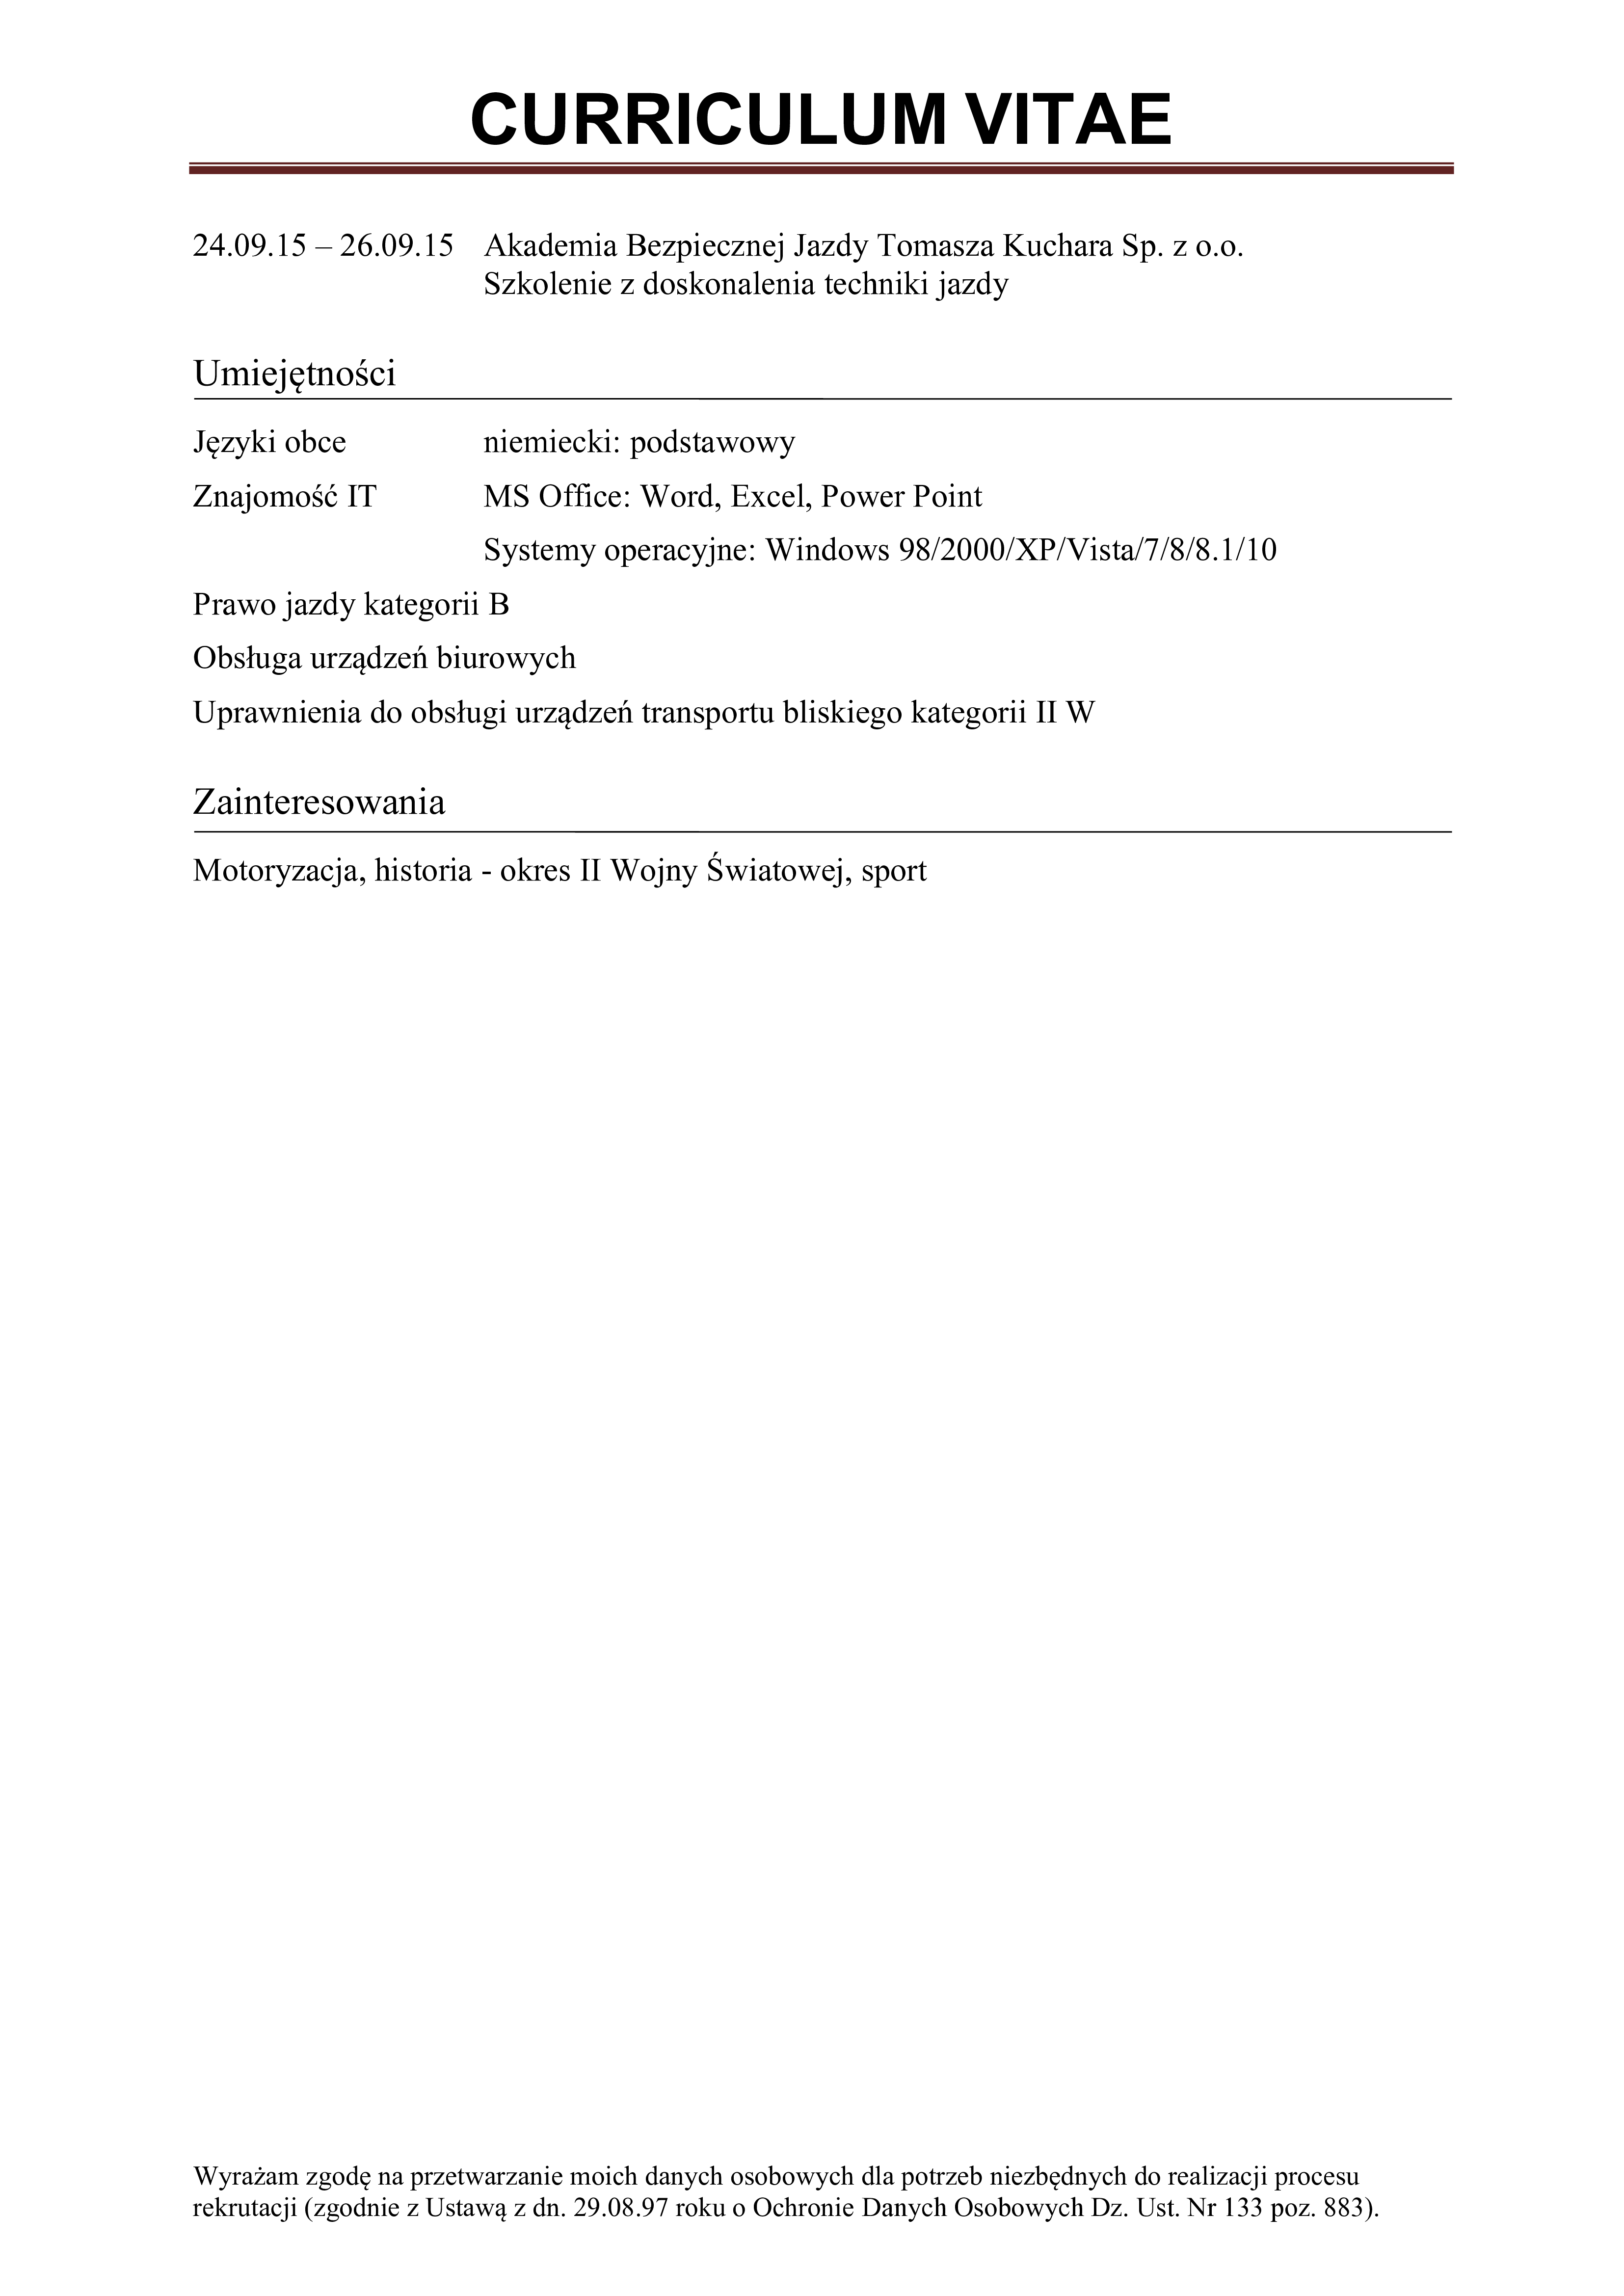 CURRICULUM VITAE
24.09.15 – 26.09.15 Akademia Bezpiecznej Jazdy Tomasza Kuchara Sp. z o.o.
Szkolenie z doskonalenia techniki jazdy
Umiejętności
Języki obce niemiecki: podstawowy
Znajomość IT MS Office: Word, Excel, Power Point
Systemy operacyjne: Windows 98/2000/XP/Vista/7/8/8.1/10
Prawo jazdy kategorii B
Obsługa urządzeń biurowych
Uprawnienia do obsługi urządzeń transportu bliskiego kategorii II W
Zainteresowania
Motoryzacja, historia - okres II Wojny Światowej, sport
Wyrażam zgodę na przetwarzanie moich danych osobowych dla potrzeb niezbędnych do realizacji procesu
rekrutacji (zgodnie z Ustawą z dn. 29.08.97 roku o Ochronie Danych Osobowych Dz. Ust. Nr 133 poz. 883).